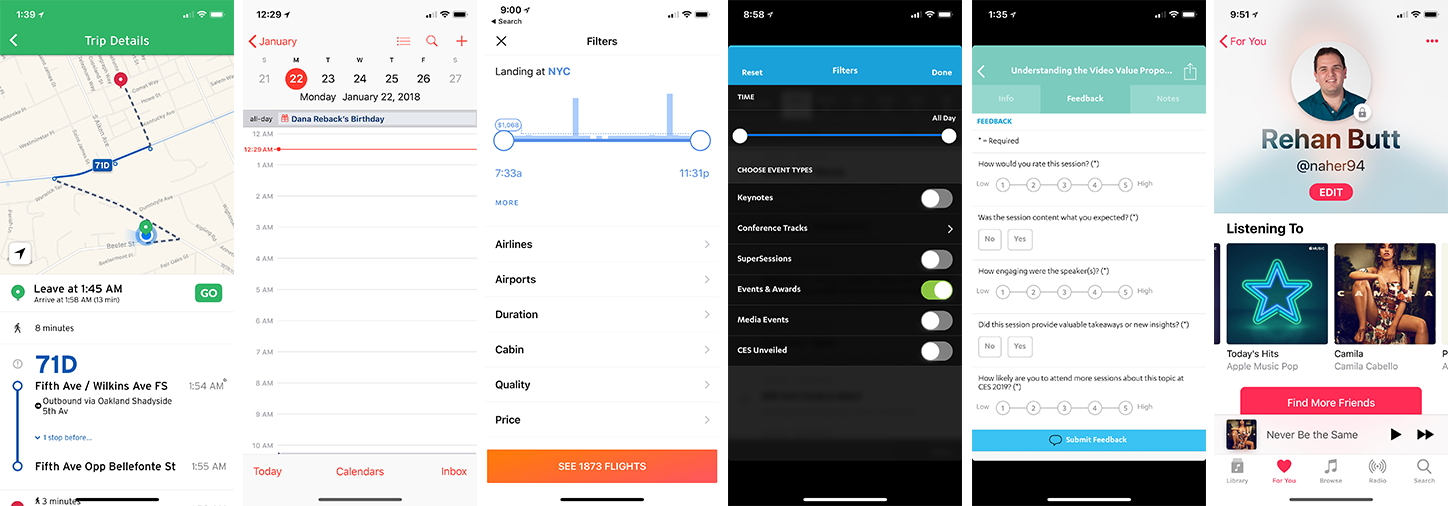 1:39
Trip Details
71D
Beeler St
Leave at 1:45 AM
Arrive at 1:58 AM (13 min)
GO
8 minutes
71D
Fifth Ave / Wilkins Ave FS
1:54 AM
Outbound via Oakland Shadyside
5th Av
1 stop before...
Fifth Ave Opp Bellefonte St
1:55 AM
3 minutes
12:29
January
S M T W T F S
21 22 23 24 25 26 27
Monday January 22, 2018
all-day
Dana Reback's Birthday
12 AM
12:29 AM
1 AM
2 AM
3 AM
4 AM
5 AM
6 AM
7 AM
8 AM
9 AM
10 AM
Today
Calendars
Inbox
9:00
Search
Filters
Landing at NYC
$1,068
7:33a
11:31p
MORE
Airlines
Airports
Duration
Cabin
Quality
Price
SEE 1873 FLIGHTS
8:58
Reset
Filters
Done
TIME
All Day
CHOOSE EVENT TYPES
Keynotes
Conference Tracks
SuperSessions
Events & Awards
Media Events
CES Unveiled
1:35
Understanding the Video Value Propo...
Info
Feedback
Notes
FEEDBACK
* = Required
How would you rate this session? (*)
Low 1 2 3 4 5 High
Was the session content what you expected? (*)
No Yes
How engaging were the speaker(s)? (*)
Low 1 2 3 4 5 High
Did this session provide valuable takeaways or new insights? (*)
No Yes
How likely are you to attend more sessions about this topic at
CES 2019? (*)
Low 1 2 3 4 5 High
Submit Feedback
9:51
For You
Rehan Butt
@naher94
EDIT
Listening To
MUSIC
CAMILA
Today's Hits
Apple Music Pop
Camila
Camila Cabello
P
A
Find More Friends
Never Be the Same
Library
For You
Browse
Radio
Search